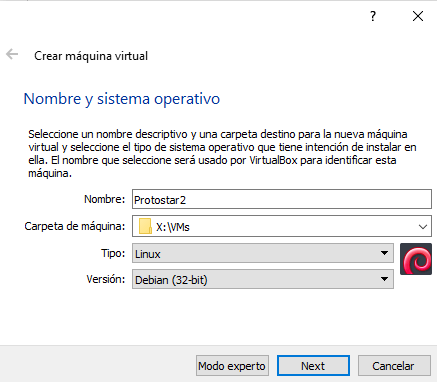 ?
Crear máquina virtual
Nombre y sistema operativo
Seleccione un nombre descriptivo y una carpeta destino para la nueva máquina
virtual y seleccione el tipo de sistema operativo que tiene intención de instalar en
ella. El nombre que seleccione será usado por VirtualBox para identificar esta
máquina.
Nombre: Protostar2
Carpeta de máquina: X:\VMs
Tipo: Linux
Versión: Debian (32-bit)
Modo experto Next Cancelar